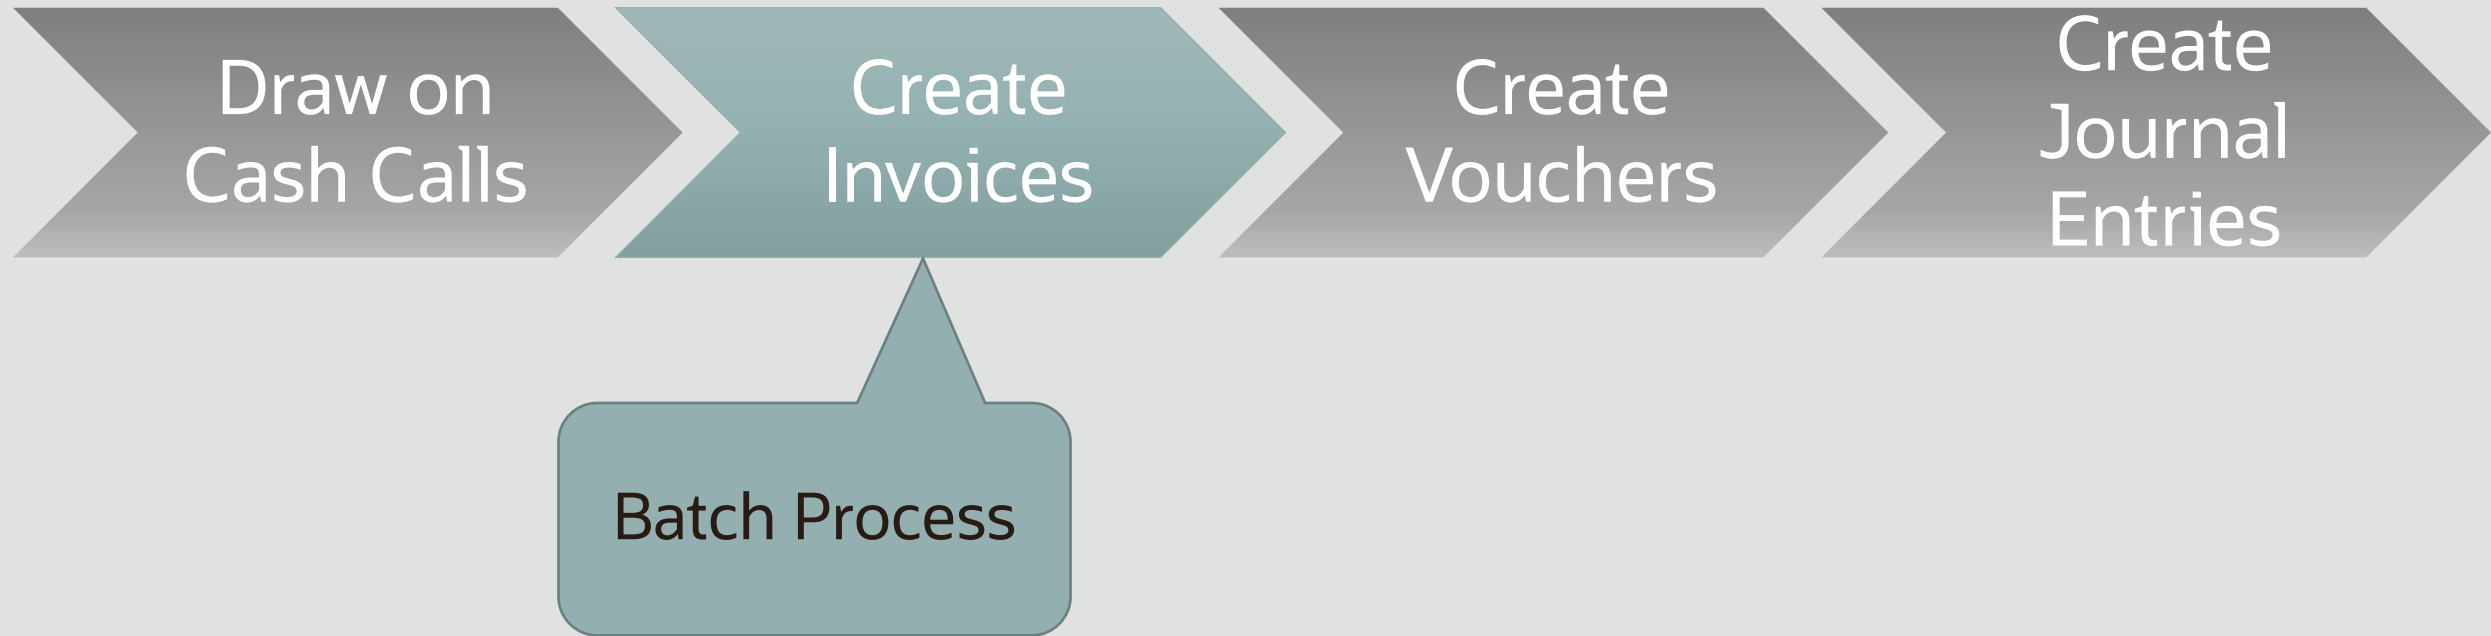 Draw on
Cash Calls
Create
Invoices
Create
Vouchers
Create
Journal
Entries
Batch Process